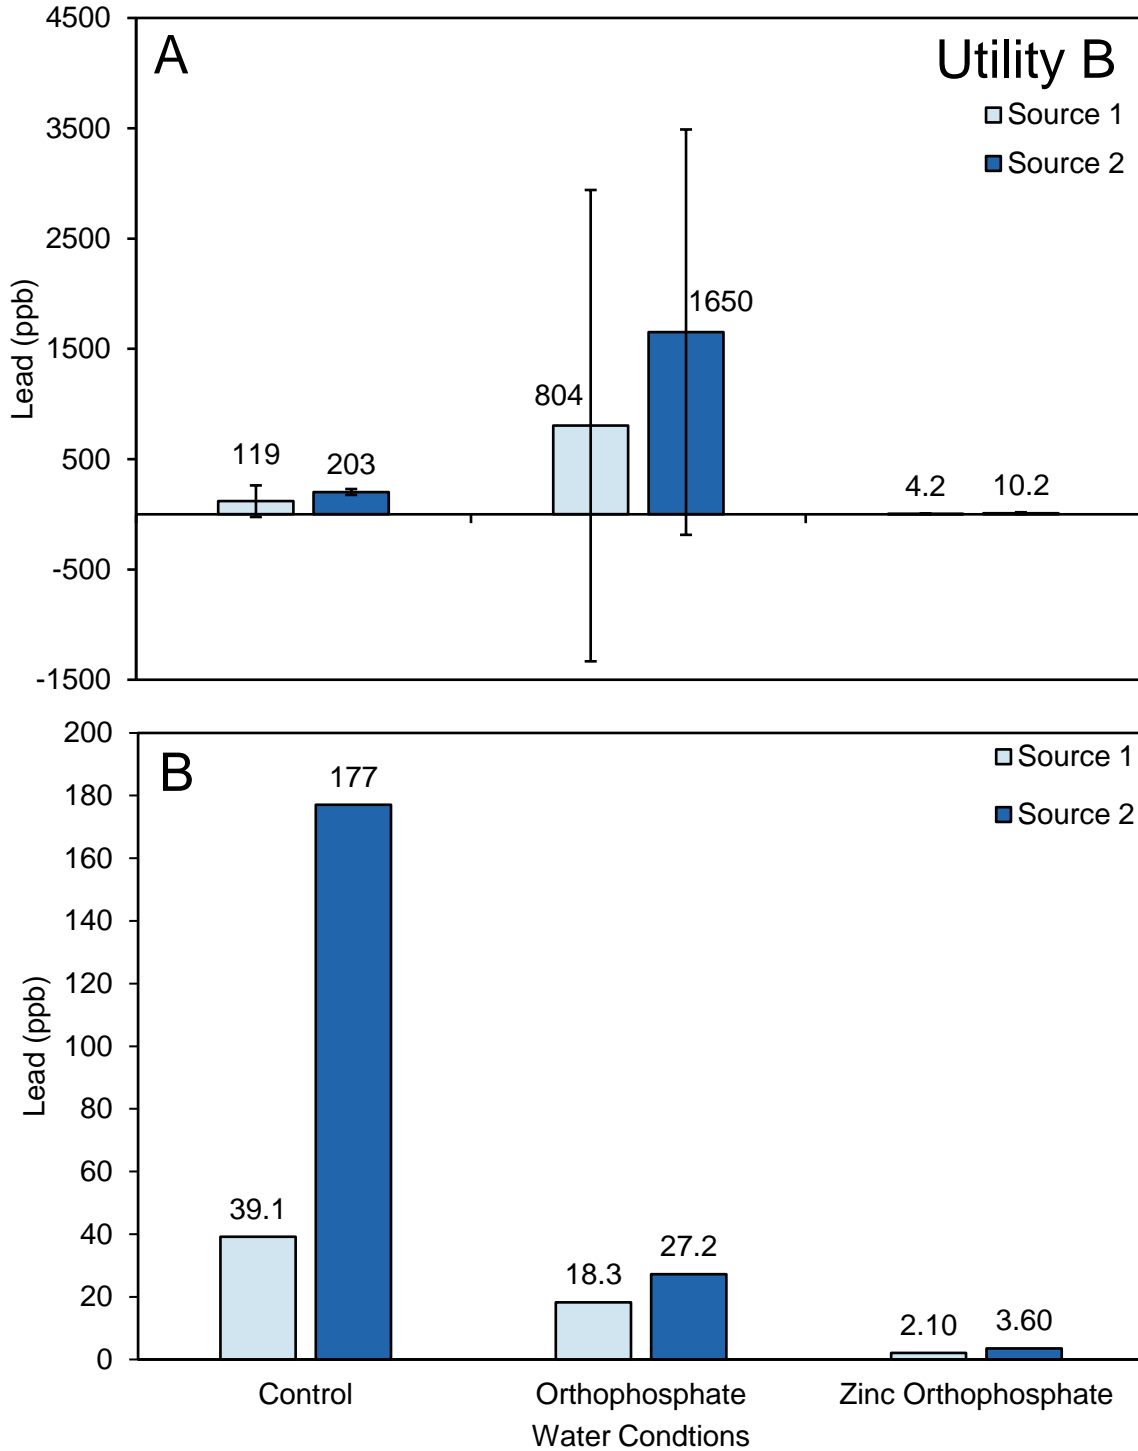 4500
A
Utility B
Source 1
3500
Source 2
2500
1650
1500
804
500
119
203
4.2
10.2
-500
-1500
Lead (ppb)
200
B
Source 1
177
180
Source 2
160
140
120
100
80
60
39.1
40
18.3
27.2
20
2.10
3.60
0
Lead (ppb)
Control
Orthophosphate
Zinc Orthophosphate
Water Condtions